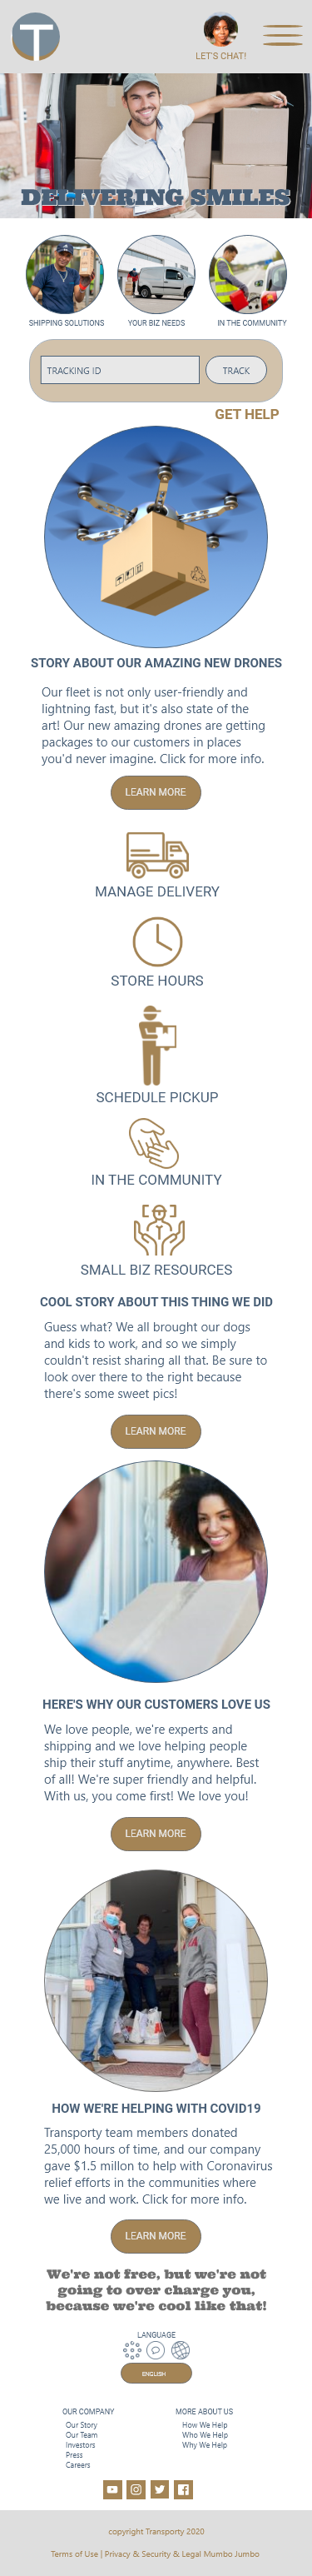 T
LET'S CHAT!
DELIVERING SMILES
SHIPPING SOLUTIONS
YOUR BIZ NEEDS
IN THE COMMUNITY
TRACKING ID
TRACK
GET HELP
STORY ABOUT OUR AMAZING NEW DRONES
Our fleet is not only user-friendly and
lightning fast, but it's also state of the
art! Our new amazing drones are getting
packages to our customers in places
you'd never imagine. Click for more info.
LEARN MORE
MANAGE DELIVERY
STORE HOURS
SCHEDULE PICKUP
IN THE COMMUNITY
SMALL BIZ RESOURCES
COOL STORY ABOUT THIS THING WE DID
Guess what? We all brought our dogs
and kids to work, and so we simply
couldn't resist sharing all that. Be sure to
look over there to the right because
there's some sweet pics!
LEARN MORE
HERE'S WHY OUR CUSTOMERS LOVE US
We love people, we're experts and
shipping and we love helping people
ship their stuff anytime, anywhere. Best
of all! We're super friendly and helpful.
With us, you come first! We love you!
LEARN MORE
HOW WE'RE HELPING WITH COVID19
Transporty team members donated
25,000 hours of time, and our company
gave $1.5 millon to help with Coronavirus
relief efforts in the communities where
we live and work. Click for more info.
LEARN MORE
We're not free, but we're not
going to over charge you,
because we're cool like that!
LANGUAGE
ENGLISH
OUR COMPANY
Our Story
Our Team
Investors
Press
Careers
MORE ABOUT US
How We Help
Who We Help
Why We Help
copyright Transporty 2020
Terms of Use | Privacy & Security & Legal Mumbo Jumbo